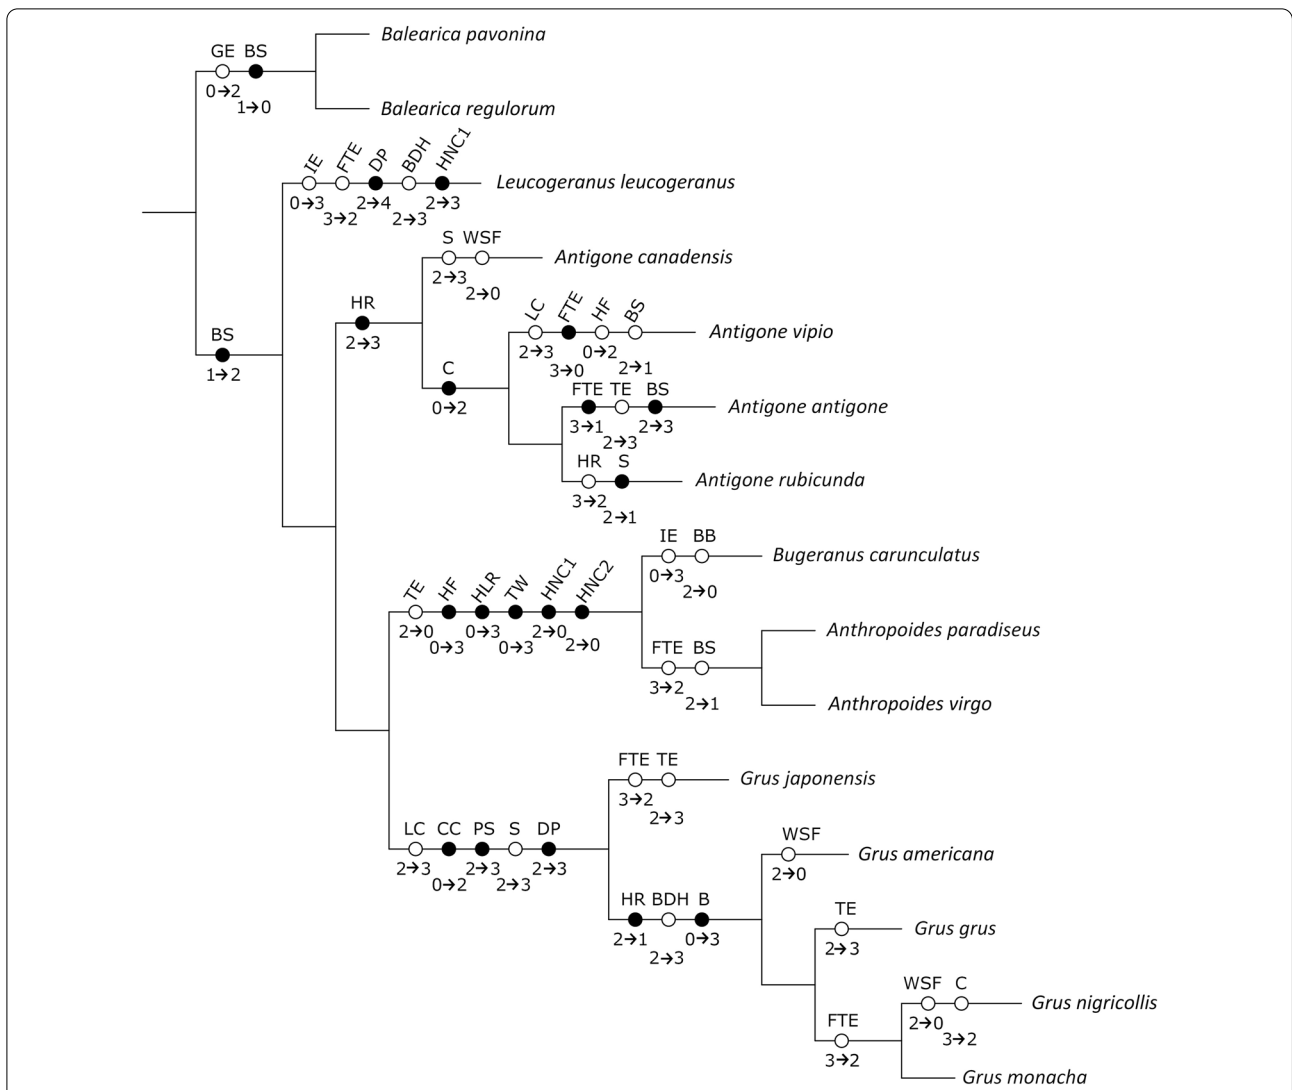 Balearica pavonina
GE BS
0→2
1→0
Balearica regulorum
IE FTE DP BDH HNC1
Leucogeranus leucogeranus
0→3 2→4 2→3
3→2 2→3
S WSF
Antigone canadensis
2→3
2→0
HR
2→3
LC FTE HF BS
Antigone vipio
2→3 0→2
3→0 2→1
BS
1→2
C
0→2
FTE TE BS
Antigone antigone
3→1 2→3
2→3
HR S
Antigone rubicunda
3→2
2→1
IE BB
Bugeranus carunculatus
0→3
2→0
TE HF HLR TW HNC1 HNC2
2→0 0→3 2→0
0→3 0→3 2→0
Anthropoides paradiseus
FTE BS
3→2
2→1
Anthropoides virgo
FTE TE
Grus japonensis
3→2
2→3
LC CC PS S DP
2→3 2→3 2→3
0→2 2→3
WSF
Grus americana
2→0
HR BDH B
2→1 0→3
2→3
TE
Grus grus
2→3
WSF C
Grus nigricollis
2→0
3→2
FTE
3→2
Grus monacha